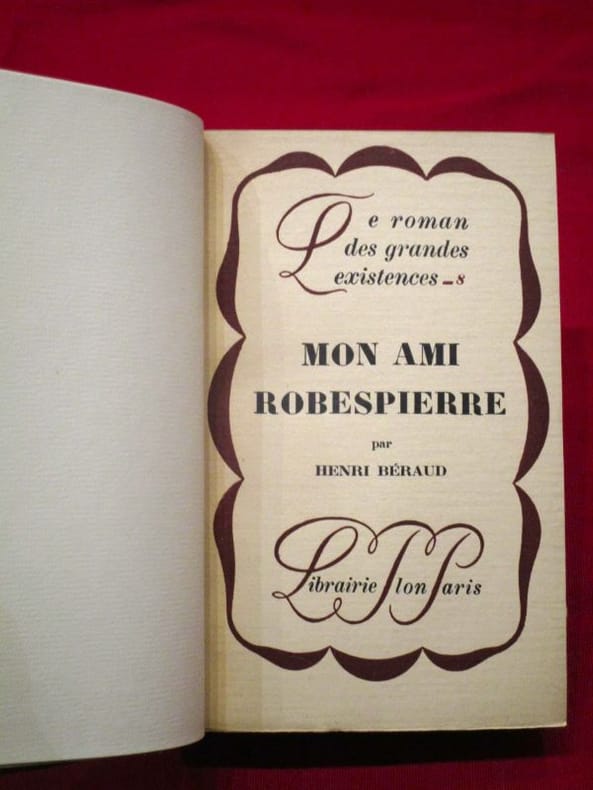 Le roman
des grandes
existences - 8
MON AMI
ROBESPIERRE
par
HENRI BÉRAUD
Librairie Plon Paris